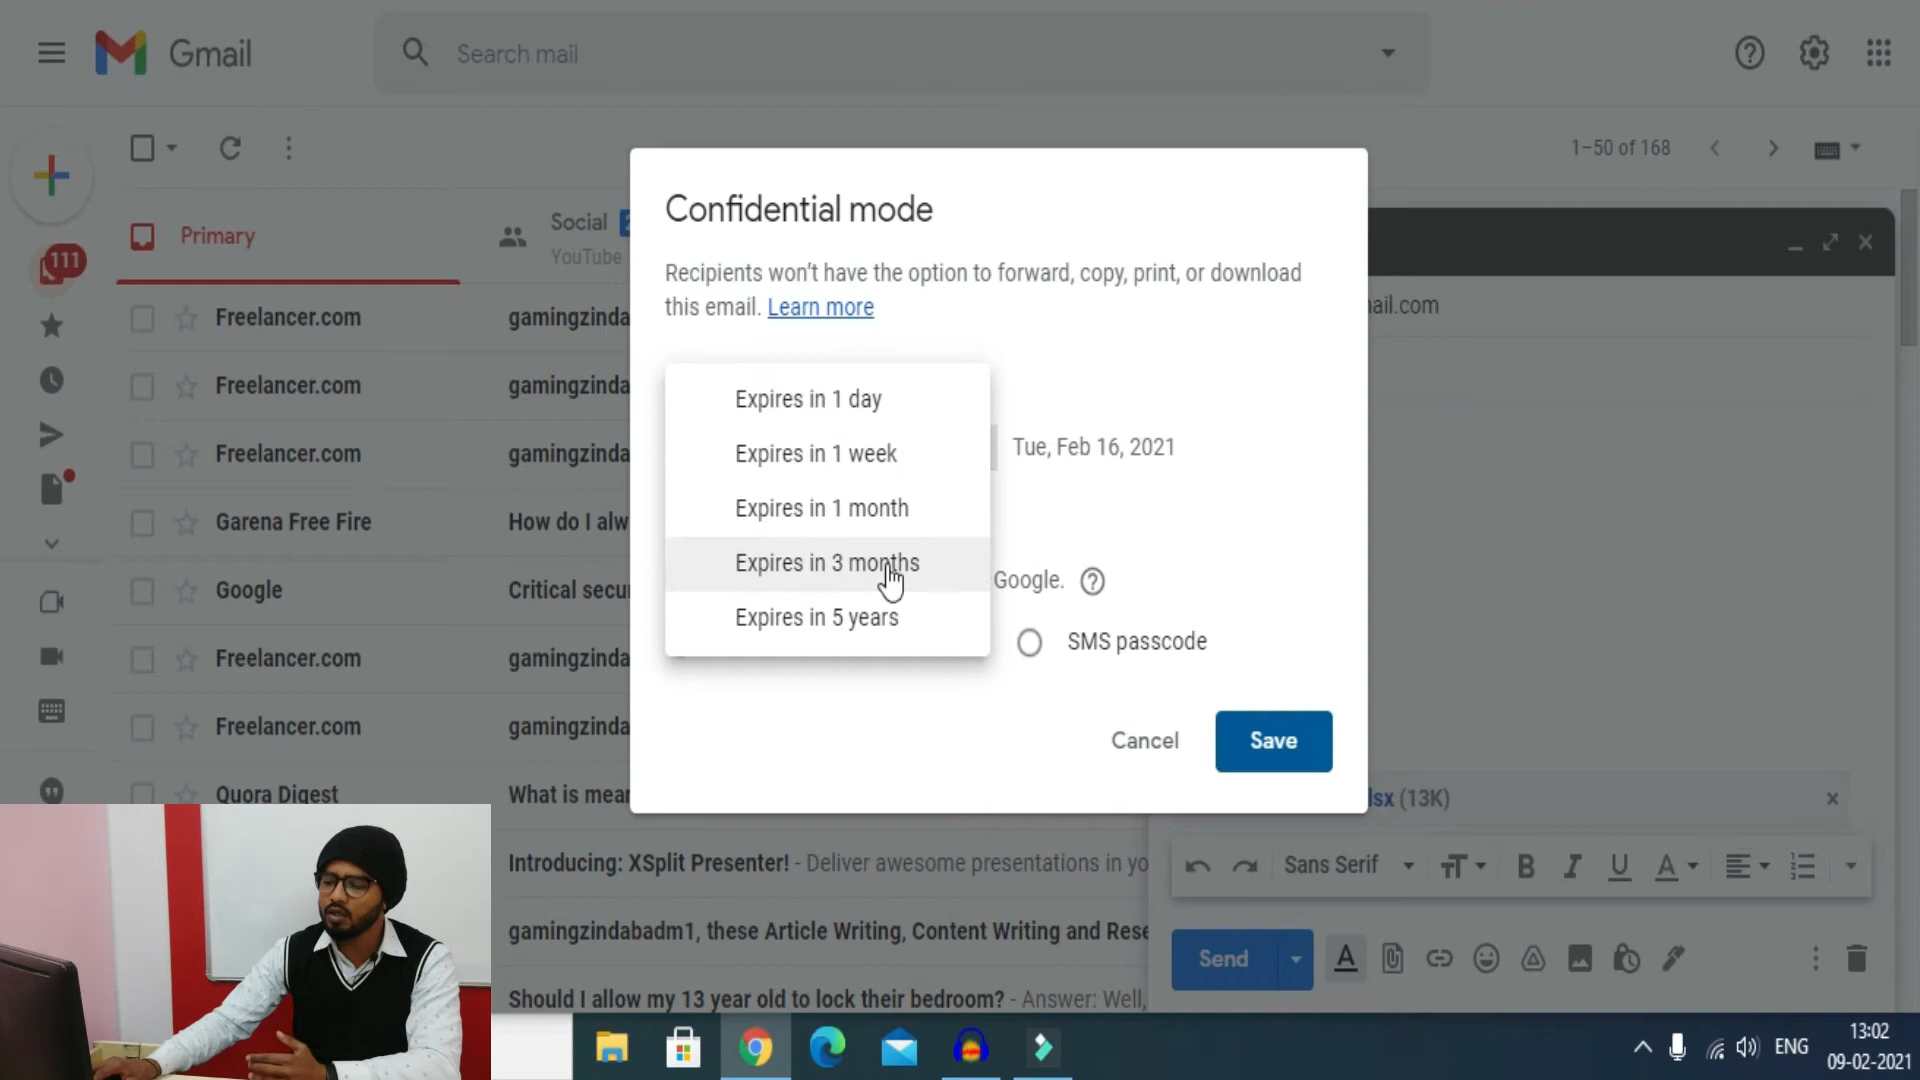 Gmail
Search mail
1–50 of 168
Primary
Social
YouTube
111
Confidential mode
Recipients won't have the option to forward, copy, print, or download
this email. Learn more
Expires in 1 day
Expires in 1 week
Expires in 1 month
Expires in 3 months
Expires in 5 years
Tue, Feb 16, 2021
Google.
SMS passcode
Cancel
Save
ail.com
Freelancer.com gamingzinda
Freelancer.com gamingzinda
Freelancer.com gamingzinda
Garena Free Fire How do I alw
Google Critical secu
Freelancer.com gamingzinda
Freelancer.com gamingzinda
Quora Digest What is mean
Introducing: XSplit Presenter! - Deliver awesome presentations in yo
gamingzindabadm1, these Article Writing, Content Writing and Rese
Should I allow my 13 year old to lock their bedroom? - Answer: Well,
lsx (13K)
Sans Serif
Send
ENG
13:02
09-02-2021